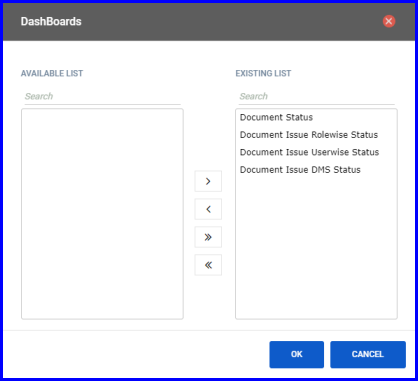 DashBoards
AVAILABLE LIST
EXISTING LIST
Search
Search
Document Status
Document Issue Rolewise Status
Document Issue Userwise Status
Document Issue DMS Status
>
<
»
«
OK
CANCEL